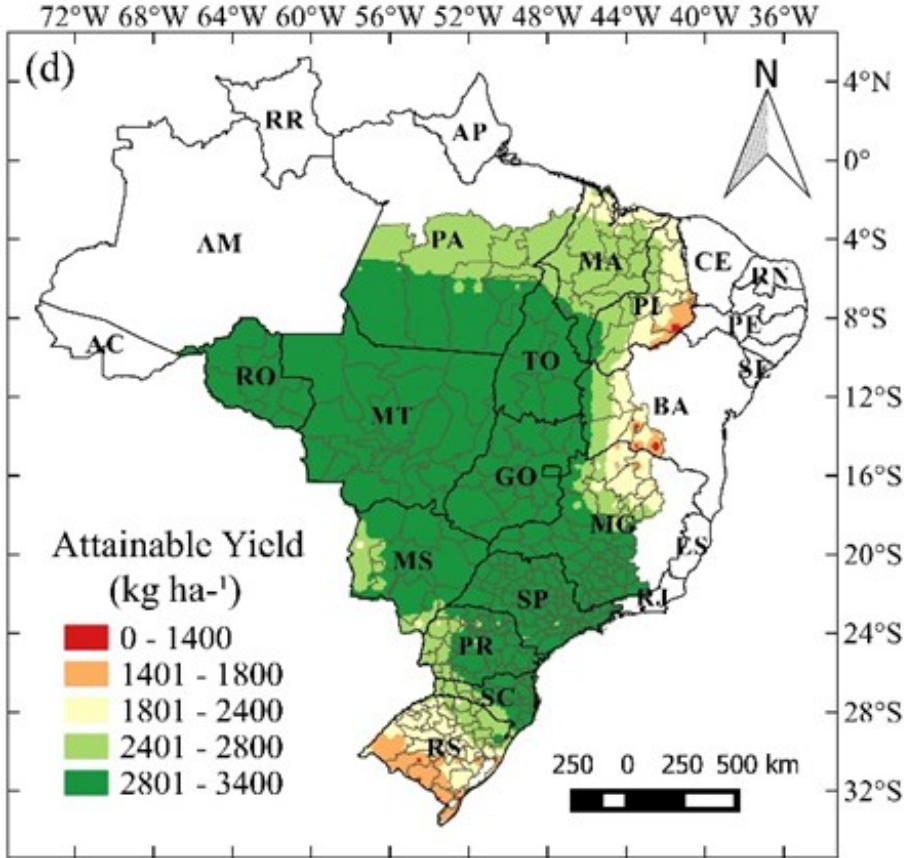 72°W 68°W 64°W 60°W 56°W 52°W 48°W 44°W 40°W 36°W
(d)
N
4°N
RR
AP
0°
AM
PA
4°S
MA
CE
RN
PI
8°S
PE
AC
TO
SE
RO
MT
BA
12°S
GO
16°S
MG
Attainable Yield
(kg ha-¹)
MS
ES
20°S
SP
RJ
0 - 1400
1401 - 1800
PR
24°S
1801 - 2400
SC
2401 - 2800
28°S
RS
2801 - 3400
250 0 250 500 km
32°S